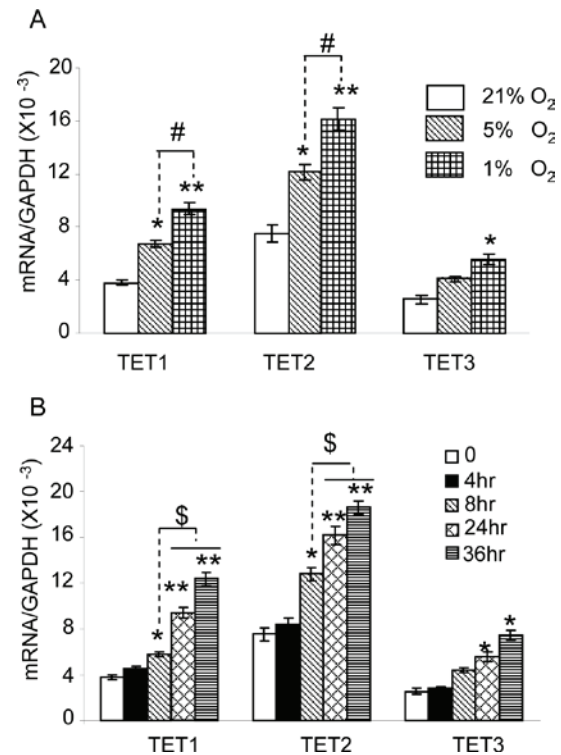 A
mRNA/GAPDH (X10 -3)
20
16
12
8
4
0
#
#
* ** * ** *
21% O2
5% O2
1% O2
TET1 TET2 TET3
B
mRNA/GAPDH (X10 -3)
24
20
16
12
8
4
0
$
$
* ** ** * ** ** * *
0
4hr
8hr
24hr
36hr
TET1 TET2 TET3